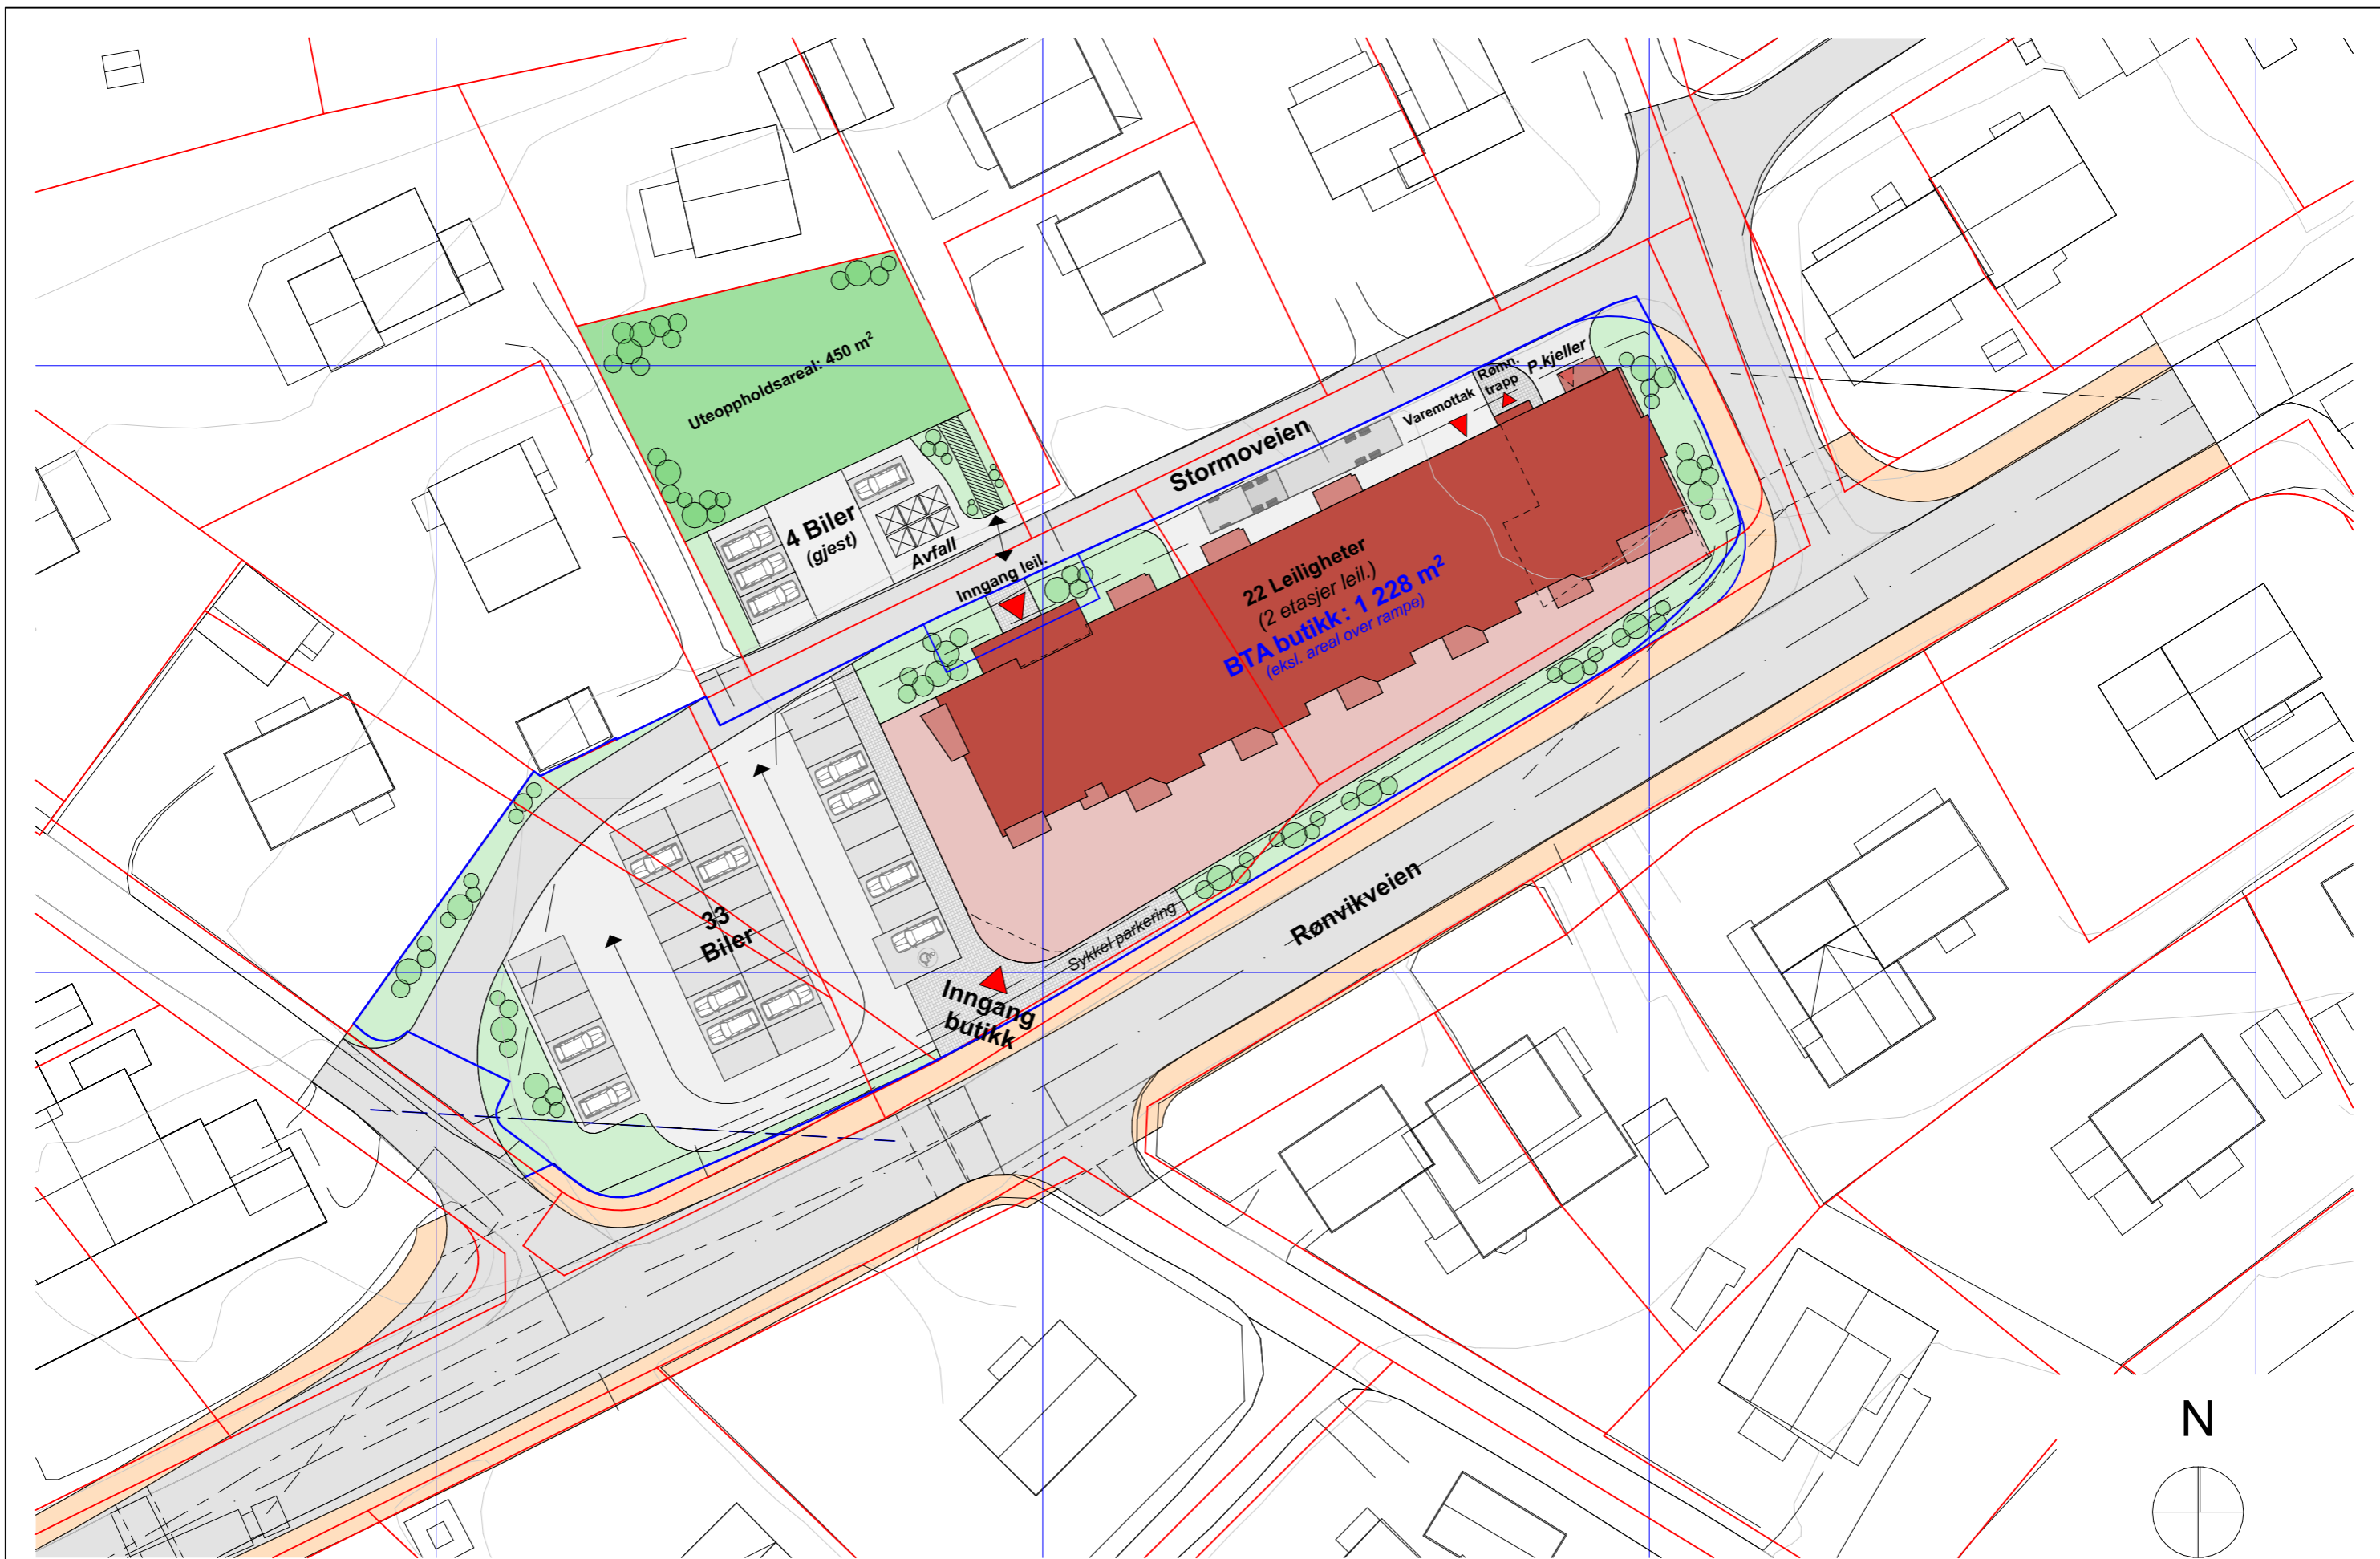 Uteoppholdsareal: 450 m²
4 Biler
(gjest)
Avfall
Inngang leil.
Stormoveien
Varemottak
Rømn.
trapp
P.kjeller
22 Leiligheter
(2 etasjer leil.)
BTA butikk: 1 228 m²
(eksl. areal over rampe)
33
Biler
Sykkel parkering
Inngang
butikk
Rønvikveien
N